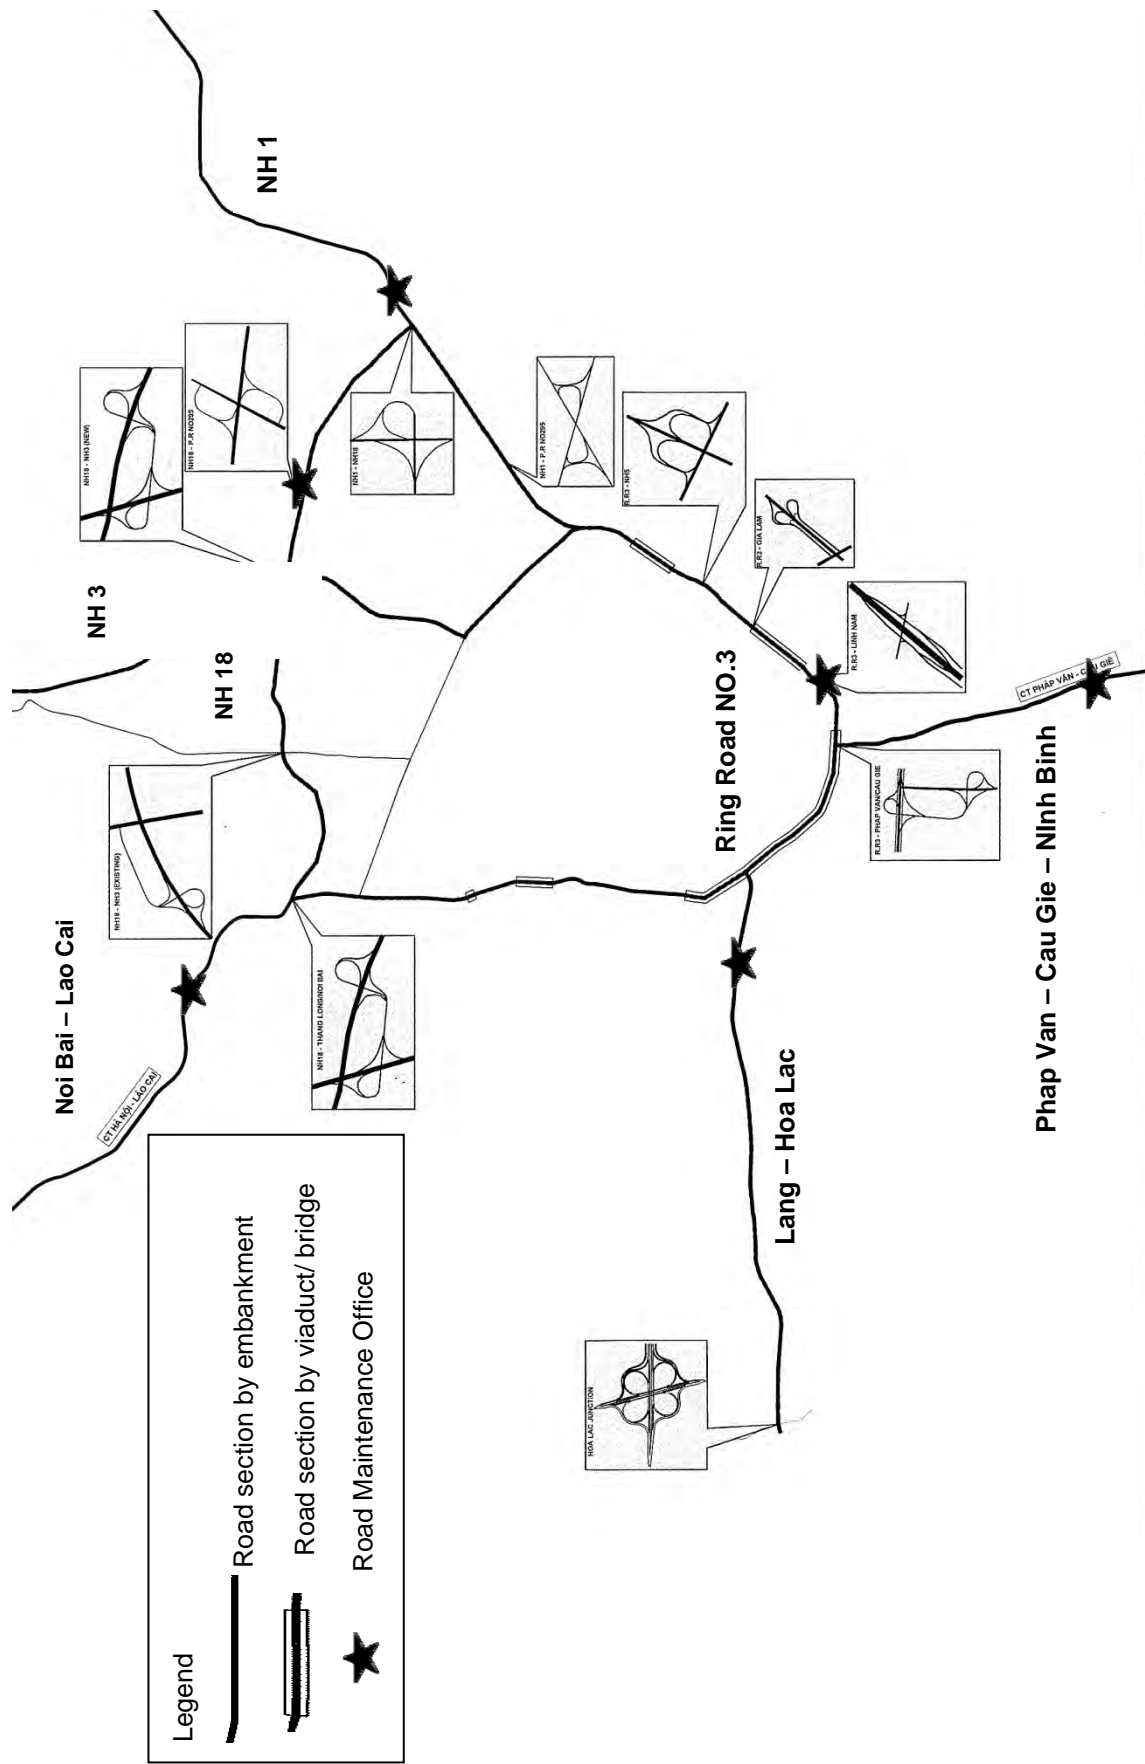 NH 1
NH18 - NH3 (NEW)
NH18 - P.R NO295
NH1 - NH18
NH1 - P.R NO295
R.R3 - NH5
R.R3 - GIA LAM
R.R3 - LINH NAM
NH 3
NH 18
Ring Road NO.3
CT PHÁP VÂN - CẦU GIẼ
R.R3 - PHAP VAN/CAU GIE
Phap Van – Cau Gie – NInh Binh
NH18 - NH3 (EXISTING)
Noi Bai – Lao Cai
CT HÀ NỘI - LÀO CAI
NH18 - THANG LONG/NOI BAI
Lang – Hoa Lac
HOA LAC JUNCTION
Legend
Road section by embankment
Road section by viaduct/ bridge
Road Maintenance Office